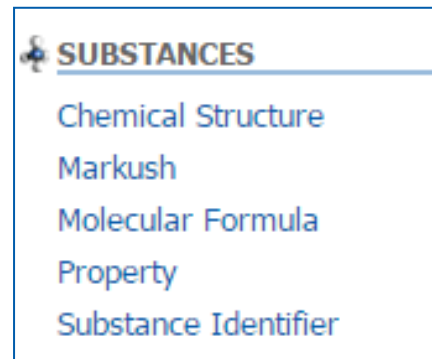 SUBSTANCES
Chemical Structure
Markush
Molecular Formula
Property
Substance Identifier